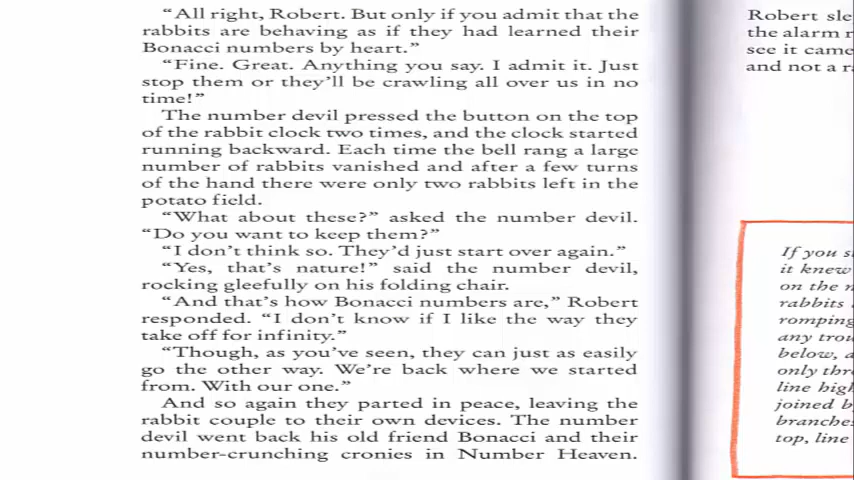 “All right, Robert. But only if you admit that the
rabbits are behaving as if they had learned their
Bonacci numbers by heart.”
“Fine. Great. Anything you say. I admit it. Just
stop them or they’ll be crawling all over us in no
time!”
The number devil pressed the button on the top
of the rabbit clock two times, and the clock started
running backward. Each time the bell rang a large
number of rabbits vanished and after a few turns
of the hand there were only two rabbits left in the
potato field.
“What about these?” asked the number devil.
“Do you want to keep them?”
“I don’t think so. They’d just start over again.”
“Yes, that’s nature!” said the number devil,
rocking gleefully on his folding chair.
“And that’s how Bonacci numbers are,” Robert
responded. “I don’t know if I like the way they
take off for infinity.”
“Though, as you’ve seen, they can just as easily
go the other way. We’re back where we started
from. With our one.”
And so again they parted in peace, leaving the
rabbit couple to their own devices. The number
devil went back his old friend Bonacci and their
number-crunching cronies in Number Heaven.
Robert
the alarm
see it came
and not a
If you
it knew
on the
rabbits
romping
any
below,
only
line
joined
top, line